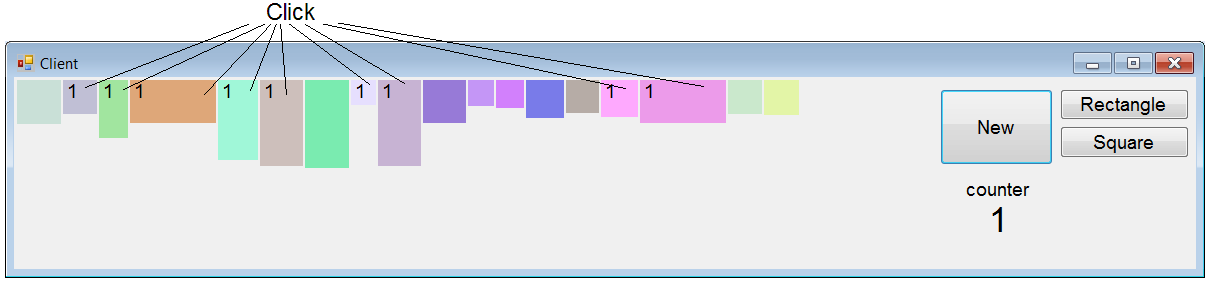 Click
Client
1 1 1 1 1 1 1 1 1
Rectangle
New
Square
counter
1